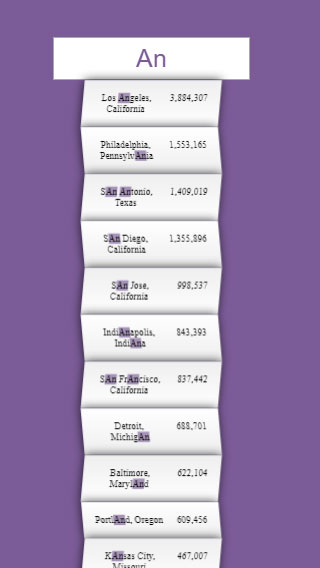 An
Los Angeles, 3,884,307
California
Philadelphia, 1,553,165
PennsylvAnia
SAn Antonio, 1,409,019
Texas
SAn Diego, 1,355,896
California
SAn Jose, 998,537
California
IndiAnapolis, 843,393
IndiAna
SAn FrAncisco, 837,442
California
Detroit, 688,701
MichigAn
Baltimore, 622,104
MarylAnd
PortlAnd, Oregon 609,456
KAnsas City, 467,007
Missouri